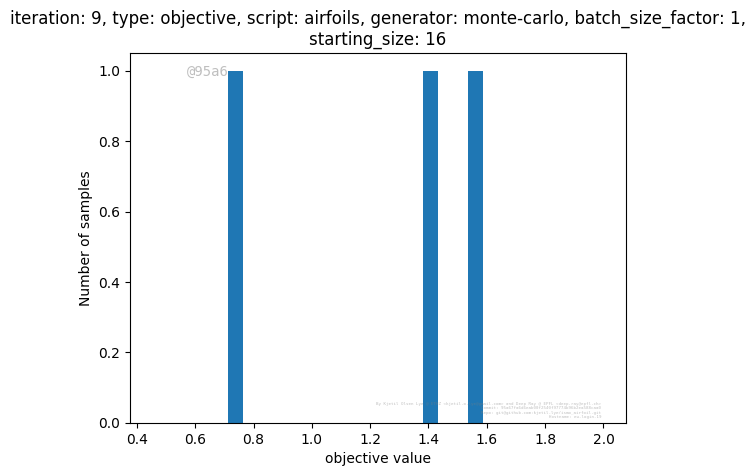 iteration: 9, type: objective, script: airfoils, generator: monte-carlo, batch_size_factor: 1,
starting_size: 16
@95a6
1.0
0.8
0.6
0.4
0.2
0.0
Number of samples
0.4 0.6 0.8 1.0 1.2 1.4 1.6 1.8 2.0
objective value